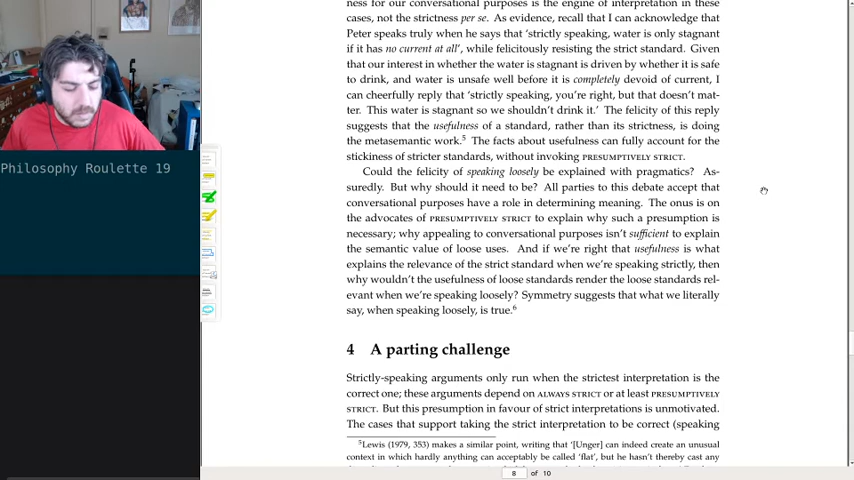 ness for our conversational purposes is the engine of interpretation in these
cases, not the strictness per se. As evidence, recall that I can acknowledge that
Peter speaks truly when he says that ‘strictly speaking, water is only stagnant
if it has no current at all’, while felicitously resisting the strict standard. Given
that our interest in whether the water is stagnant is driven by whether it is safe
to drink, and water is unsafe well before it is completely devoid of current, I
can cheerfully reply that ‘strictly speaking, you’re right, but that doesn’t mat-
ter. This water is stagnant so we shouldn’t drink it.’ The felicity of this reply
suggests that the usefulness of a standard, rather than its strictness, is doing
the metasemantic work.5 The facts about usefulness can fully account for the
stickiness of stricter standards, without invoking PRESUMPTIVELY STRICT.
Could the felicity of speaking loosely be explained with pragmatics? As-
suredly. But why should it need to be? All parties to this debate accept that
conversational purposes have a role in determining meaning. The onus is on
the advocates of PRESUMPTIVELY STRICT to explain why such a presumption is
necessary; why appealing to conversational purposes isn’t sufficient to explain
the semantic value of loose uses. And if we’re right that usefulness is what
explains the relevance of the strict standard when we’re speaking strictly, then
why wouldn’t the usefulness of loose standards render the loose standards rel-
evant when we’re speaking loosely? Symmetry suggests that what we literally
say, when speaking loosely, is true.6
4 A parting challenge
Strictly-speaking arguments only run when the strictest interpretation is the
correct one; these arguments depend on ALWAYS STRICT or at least PRESUMPTIVELY
STRICT. But this presumption in favour of strict interpretations is unmotivated.
The cases that support taking the strict interpretation to be correct (speaking
5Lewis (1979, 353) makes a similar point, writing that ‘[Unger] can indeed create an unusual
context in which hardly anything can acceptably be called ‘flat’, but he hasn’t thereby cast any
Philosophy Roulette 19
8 of 10